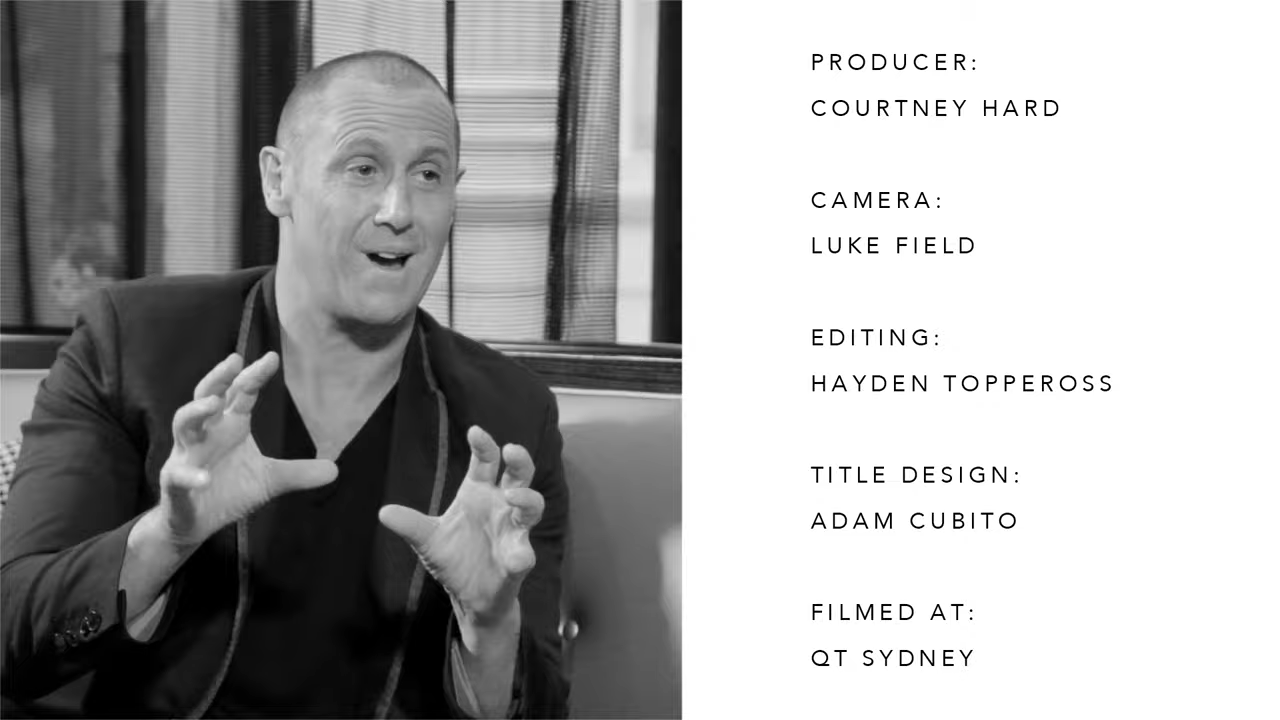 PRODUCER:
COURTNEY HARD
CAMERA:
LUKE FIELD
EDITING:
HAYDEN TOPPEROSS
TITLE DESIGN:
ADAM CUBITO
FILMED AT:
QT SYDNEY